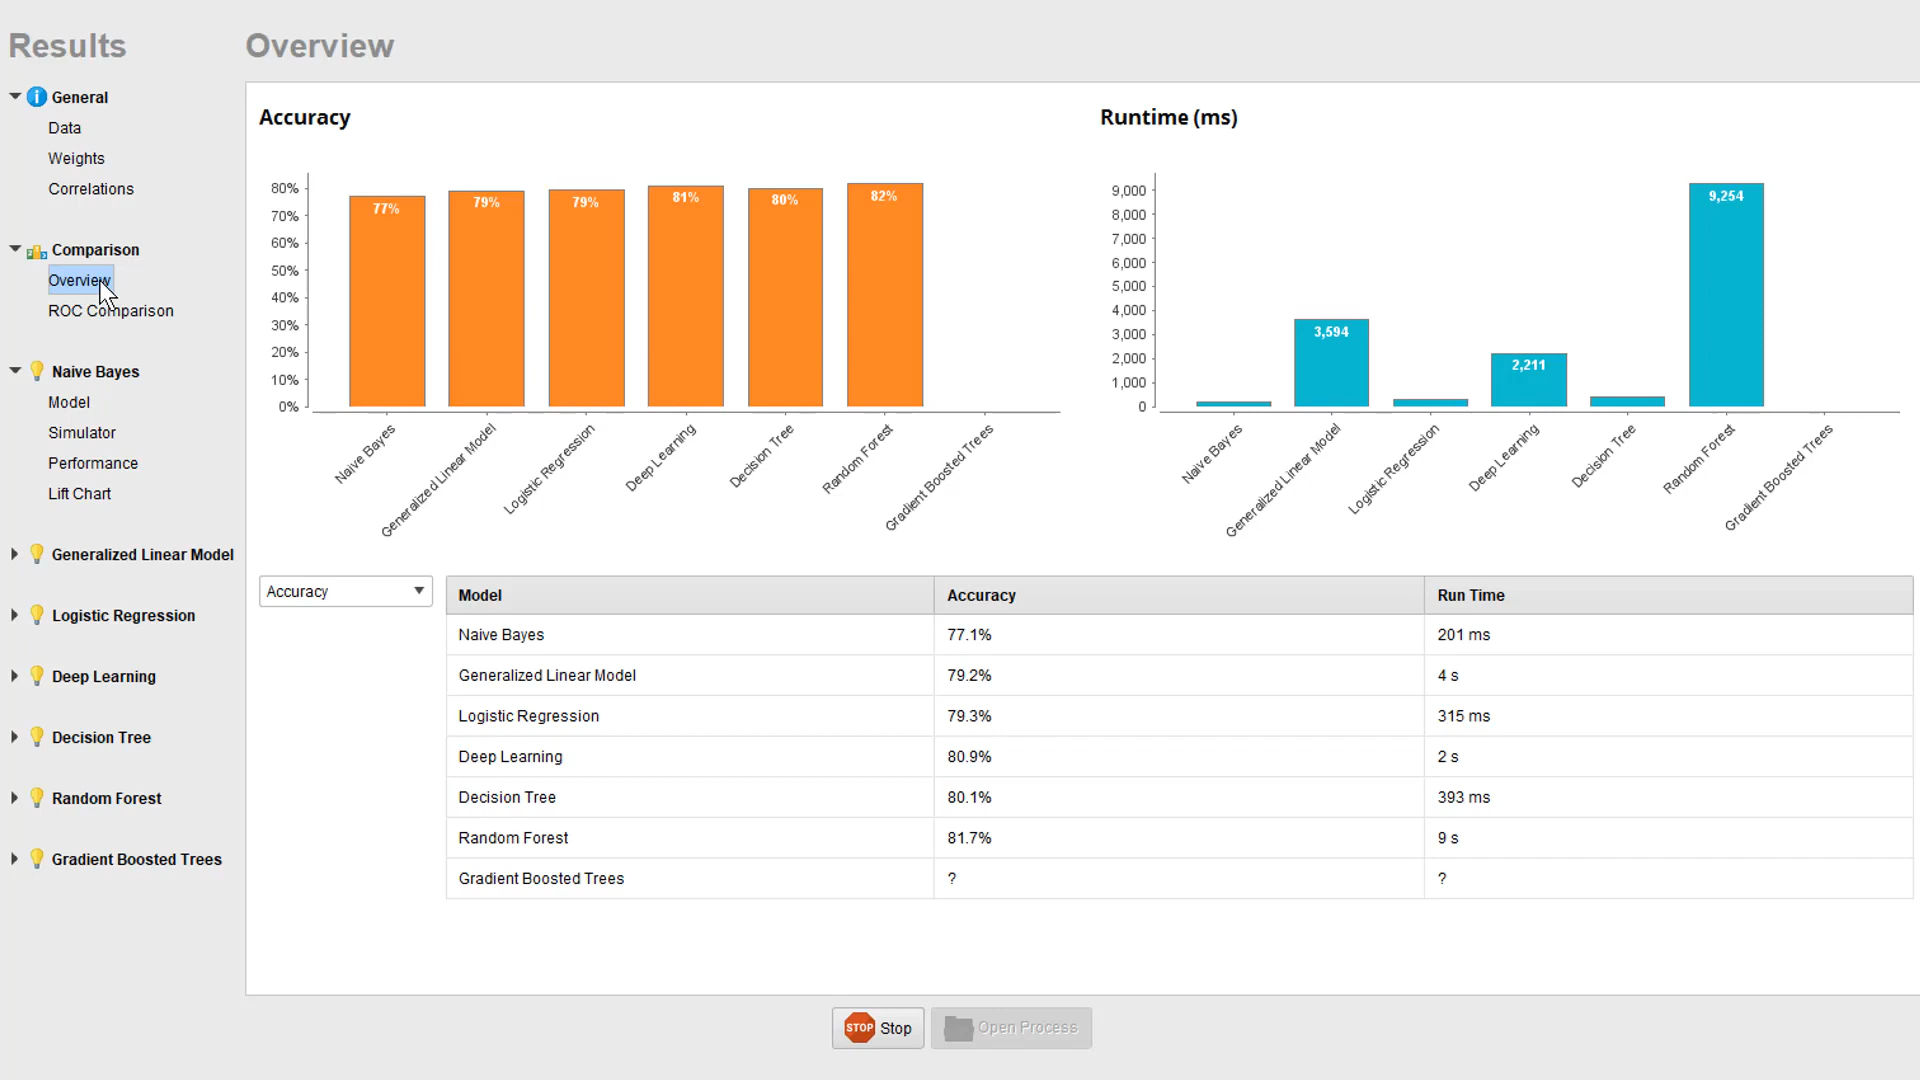 Results
Overview
General
Data
Weights
Correlations
Comparison
Overview
ROC Comparison
Naive Bayes
Model
Simulator
Performance
Lift Chart
Generalized Linear Model
Logistic Regression
Deep Learning
Decision Tree
Random Forest
Gradient Boosted Trees
Accuracy
80%
70%
60%
50%
40%
30%
20%
10%
0%
77%
79%
79%
81%
80%
82%
Naive Bayes
Generalized Linear Model
Logistic Regression
Deep Learning
Decision Tree
Random Forest
Gradient Boosted Trees
Runtime (ms)
9,000
8,000
7,000
6,000
5,000
4,000
3,000
2,000
1,000
0
3,594
2,211
9,254
Naive Bayes
Generalized Linear Model
Logistic Regression
Deep Learning
Decision Tree
Random Forest
Gradient Boosted Trees
Accuracy
Model Accuracy Run Time
Naive Bayes 77.1% 201 ms
Generalized Linear Model 79.2% 4 s
Logistic Regression 79.3% 315 ms
Deep Learning 80.9% 2 s
Decision Tree 80.1% 393 ms
Random Forest 81.7% 9 s
Gradient Boosted Trees ? ?
STOP Stop
Open Process